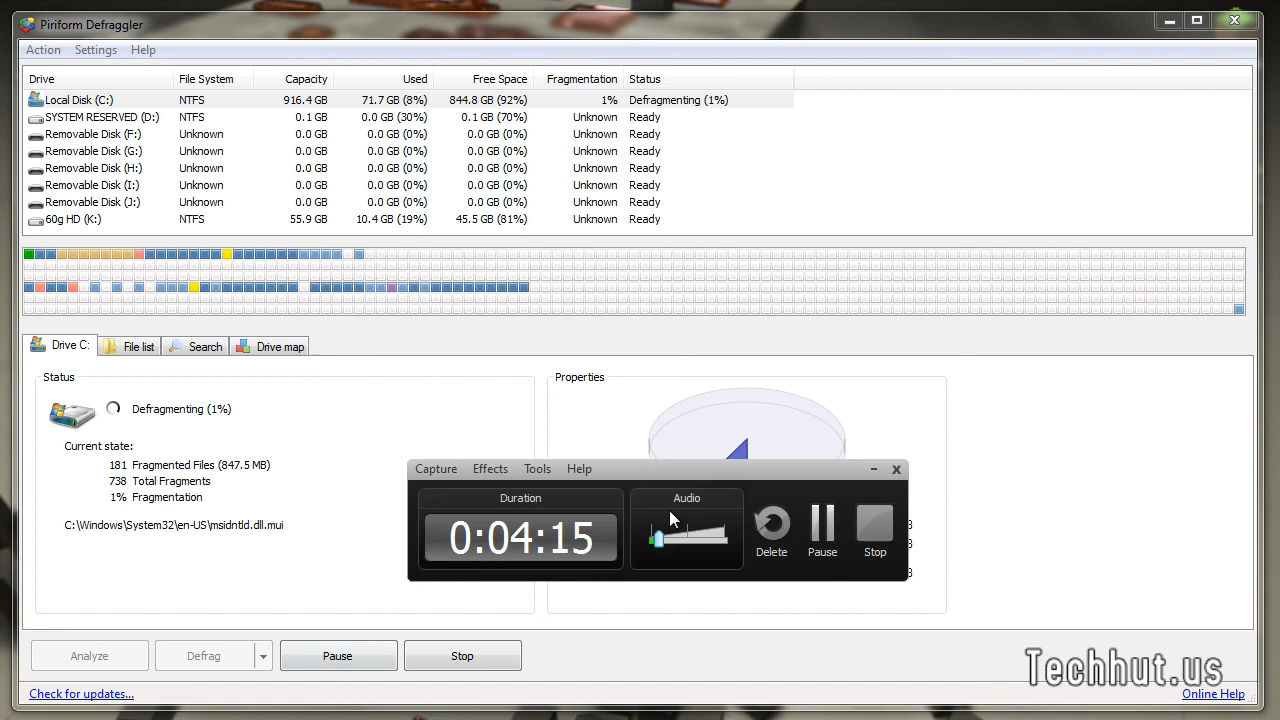 Piriform Defraggler
Action Settings Help
Drive File System Capacity Used Free Space Fragmentation Status
Local Disk (C:) NTFS 916.4 GB 71.7 GB (8%) 844.8 GB (92%) 1% Defragmenting (1%)
SYSTEM RESERVED (D:) NTFS 0.1 GB 0.0 GB (30%) 0.1 GB (70%) Unknown Ready
Removable Disk (F:) Unknown 0.0 GB 0.0 GB (0%) 0.0 GB (0%) Unknown Ready
Removable Disk (G:) Unknown 0.0 GB 0.0 GB (0%) 0.0 GB (0%) Unknown Ready
Removable Disk (H:) Unknown 0.0 GB 0.0 GB (0%) 0.0 GB (0%) Unknown Ready
Removable Disk (I:) Unknown 0.0 GB 0.0 GB (0%) 0.0 GB (0%) Unknown Ready
Removable Disk (J:) Unknown 0.0 GB 0.0 GB (0%) 0.0 GB (0%) Unknown Ready
60g HD (K:) NTFS 55.9 GB 10.4 GB (19%) 45.5 GB (81%) Unknown Ready
Drive C: File list Search Drive map
Status
Defragmenting (1%)
Current state:
181 Fragmented Files (847.5 MB)
738 Total Fragments
1% Fragmentation
C:\Windows\System32\en-US\msidntld.dll.mui
Properties
Capture Effects Tools Help
Duration
0:04:15
Audio
Delete Pause Stop
Analyze Defrag Pause Stop
Techhut.us
Check for updates... Online Help